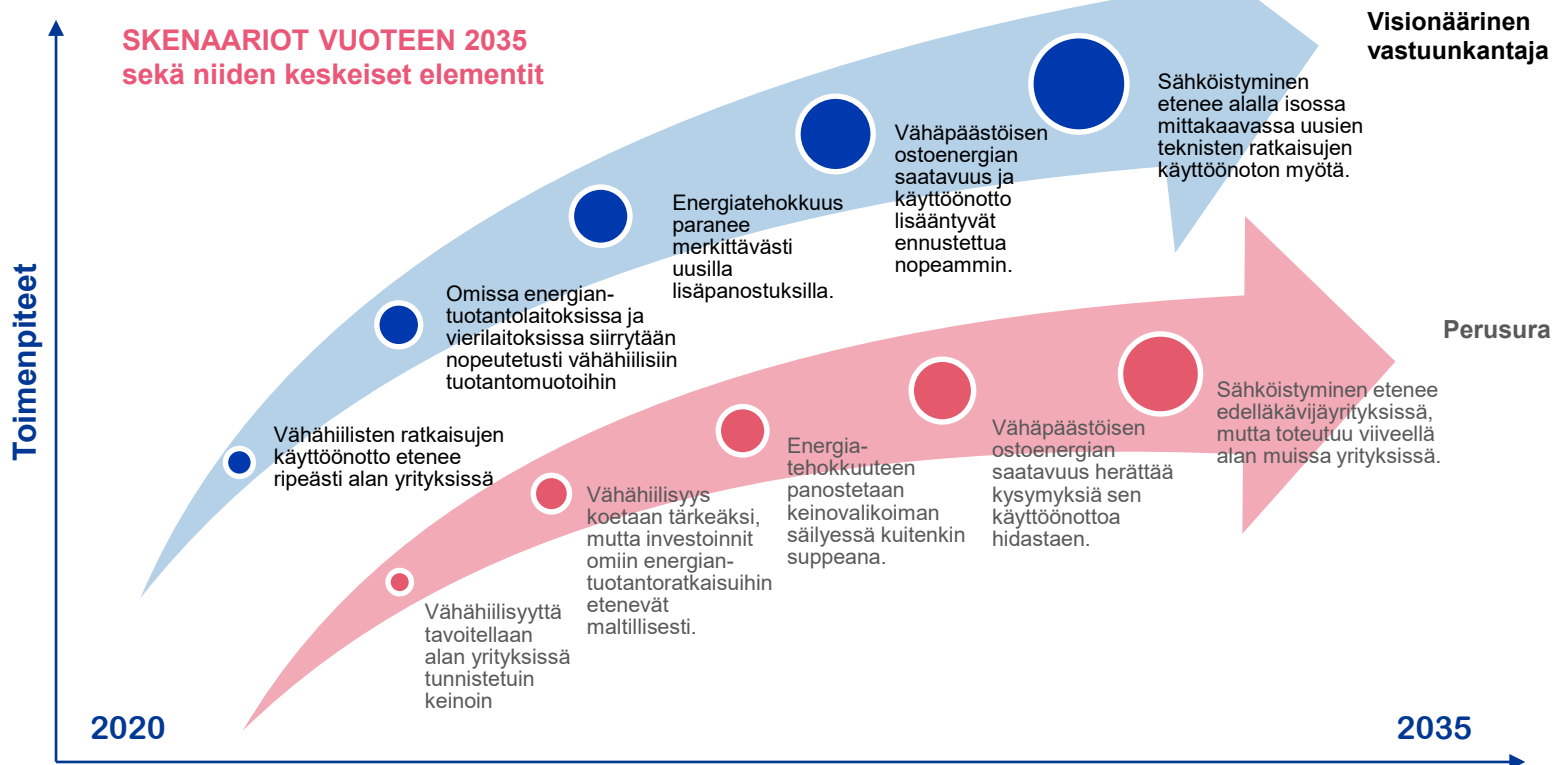 SKENAARIOT VUOTEEN 2035
sekä niiden keskeiset elementit
Visionäärinen
vastuunkantaja
Sähköistyminen
etenee alalla isossa
mittakaavassa uusien
teknisten ratkaisujen
käyttöönoton myötä.
Vähäpäästöisen
ostoenergian
saatavuus ja
käyttöönotto
lisääntyvät
ennustettua
nopeammin.
Energiatehokkuus
paranee
merkittävästi
uusilla
lisäpanostuksilla.
Omissa energian-
tuotantolaitoksissa ja
vierilaitoksissa siirrytään
nopeutetusti vähähiilisiin
tuotantomuotoihin
Vähähiilisten ratkaisujen
käyttöönotto etenee
ripeästi alan yrityksissä
Toimenpiteet
Perusura
Sähköistyminen etenee
edelläkävijäyrityksissä,
mutta toteutuu viiveellä
alan muissa yrityksissä.
Vähäpäästöisen
ostoenergian
saatavuus herättää
kysymyksiä sen
käyttöönottoa
hidastaen.
Energia-
tehokkuuteen
panostetaan
keinovalikoiman
säilyessä kuitenkin
suppeana.
Vähähiilisyys
koetaan tärkeäksi,
mutta investoinnit
omiin energian-
tuotantoratkaisuihin
etenevät
maltillisesti.
Vähähiilisyyttä
tavoitellaan
alan yrityksissä
tunnistetuin
keinoin
2020
2035